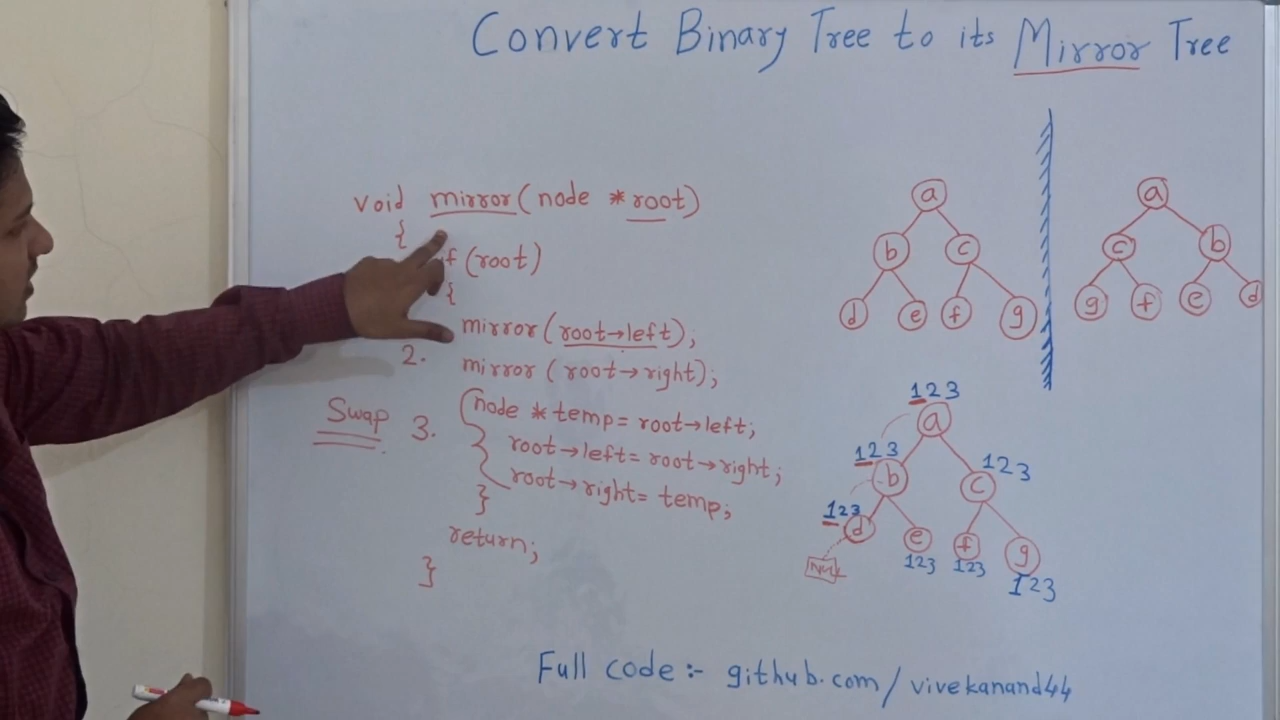 Convert Binary Tree to its Mirror Tree
void mirror(node *root)
{
if (root)
{
mirror(root→left);
2. mirror(root→right);
Swap 3. node *temp= root→left;
root→left= root→right;
root→right= temp;
}
return;
}
a
b c
d e f g
a
c b
g f e d
123
a
123 123
b c
123
d e f g
Null 123 123 123
Full code :- github.com/vivekanand44